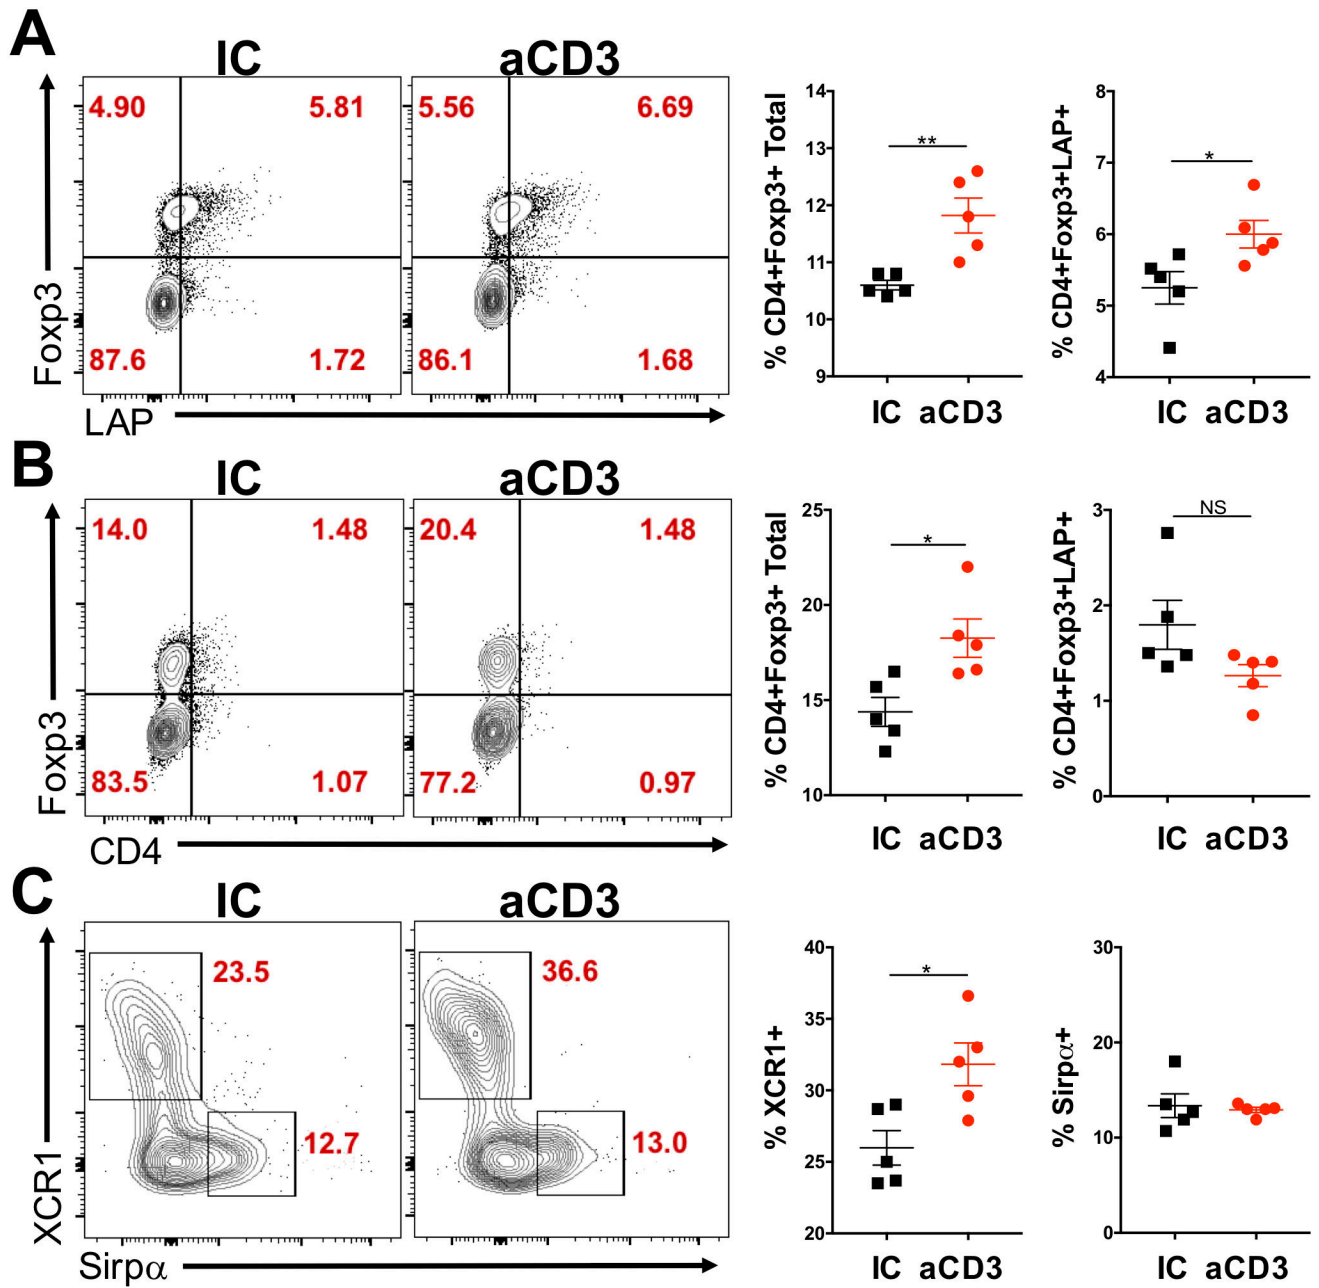 A
IC
aCD3
4.90
5.81
5.56
6.69
87.6
1.72
86.1
1.68
Foxp3
LAP
% CD4+Foxp3+ Total
14
13
12
11
10
9
**
IC aCD3
% CD4+Foxp3+LAP+
8
7
6
5
4
*
IC aCD3
B
IC
aCD3
14.0
1.48
20.4
1.48
83.5
1.07
77.2
0.97
Foxp3
CD4
% CD4+Foxp3+ Total
25
20
15
10
*
IC aCD3
% CD4+Foxp3+LAP+
3
2
1
0
NS
IC aCD3
C
IC
aCD3
23.5
36.6
12.7
13.0
XCR1
Sirpα
% XCR1+
40
35
30
25
20
*
IC aCD3
% Sirpα+
30
20
10
0
IC aCD3